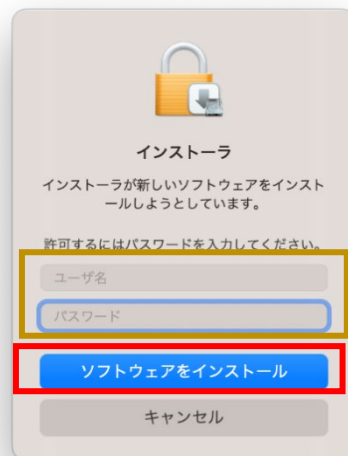 インストーラ
インストーラが新しいソフトウェアをインスト
ールしようとしています。
許可するにはパスワードを入力してください。
ユーザ名
パスワード
ソフトウェアをインストール
キャンセル